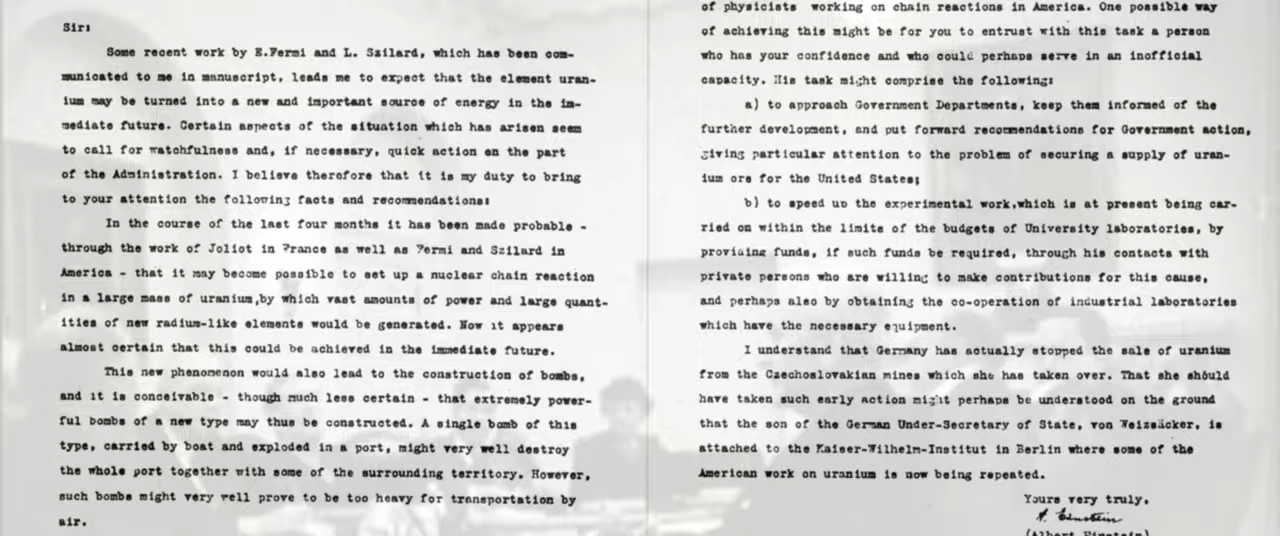 Sir:
Some recent work by E.Fermi and L. Szilard, which has been com-
municated to me in manuscript, leads me to expect that the element uran-
ium may be turned into a new and important source of energy in the im-
mediate future. Certain aspects of the situation which has arisen seem
to call for watchfulness and, if necessary, quick action on the part
of the Administration. I believe therefore that it is my duty to bring
to your attention the following facts and recommendations:
In the course of the last four months it has been made probable -
through the work of Joliot in France as well as Fermi and Szilard in
America - that it may become possible to set up a nuclear chain reaction
in a large mass of uranium,by which vast amounts of power and large quant-
ities of new radium-like elements would be generated. Now it appears
almost certain that this could be achieved in the immediate future.
This new phenomenon would also lead to the construction of bombs,
and it is conceivable - though much less certain - that extremely power-
ful bombs of a new type may thus be constructed. A single bomb of this
type, carried by boat and exploded in a port, might very well destroy
the whole port together with some of the surrounding territory. However,
such bombs might very well prove to be too heavy for transportation by
air.
of physicists working on chain reactions in America. One possible way
of achieving this might be for you to entrust with this task a person
who has your confidence and who could perhaps serve in an inofficial
capacity. His task might comprise the following:
a) to approach Government Departments, keep them informed of the
further development, and put forward recommendations for Government action,
giving particular attention to the problem of securing a supply of uran-
ium ore for the United States;
b) to speed up the experimental work,which is at present being car-
ried on within the limits of the budgets of University laboratories, by
providing funds, if such funds be required, through his contacts with
private persons who are willing to make contributions for this cause,
and perhaps also by obtaining the co-operation of industrial laboratories
which have the necessary equipment.
I understand that Germany has actually stopped the sale of uranium
from the Czechoslovakian mines which she has taken over. That she should
have taken such early action might perhaps be understood on the ground
that the son of the German Under-Secretary of State, von Weizsäcker, is
attached to the Kaiser-Wilhelm-Institut in Berlin where some of the
American work on uranium is now being repeated.
Yours very truly,
A. Einstein
(Albert Einstein)